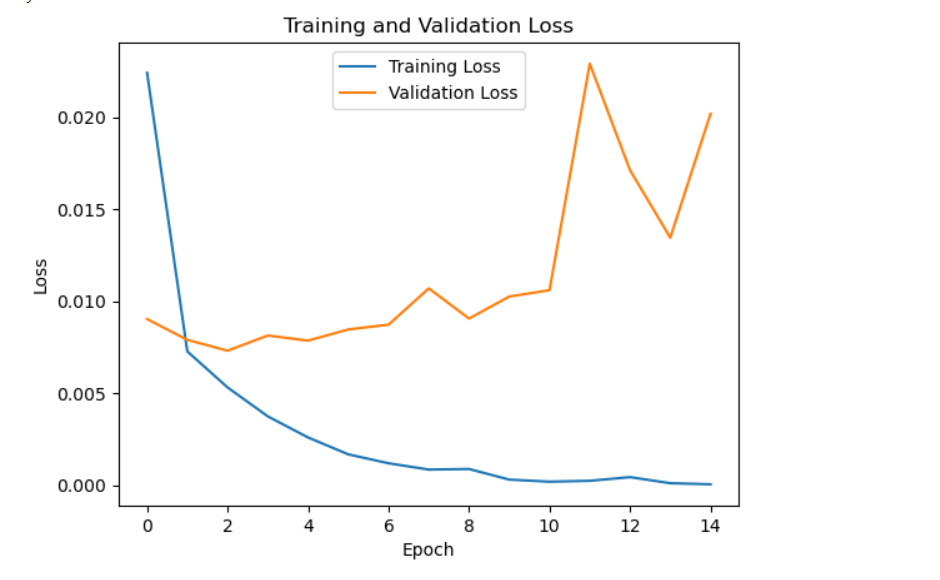 Training and Validation Loss
Training Loss
Validation Loss
0.020
0.015
0.010
0.005
0.000
Loss
0 2 4 6 8 10 12 14
Epoch